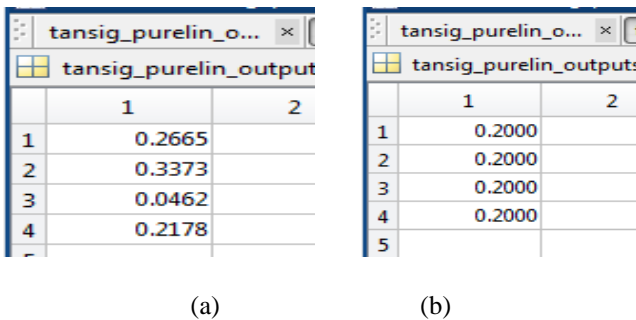 tansig_purelin_o... ×
tansig_purelin_output
1 2
1 0.2665
2 0.3373
3 0.0462
4 0.2178
tansig_purelin_o... ×
tansig_purelin_outputs
1 2
1 0.2000
2 0.2000
3 0.2000
4 0.2000
5
(a) (b)